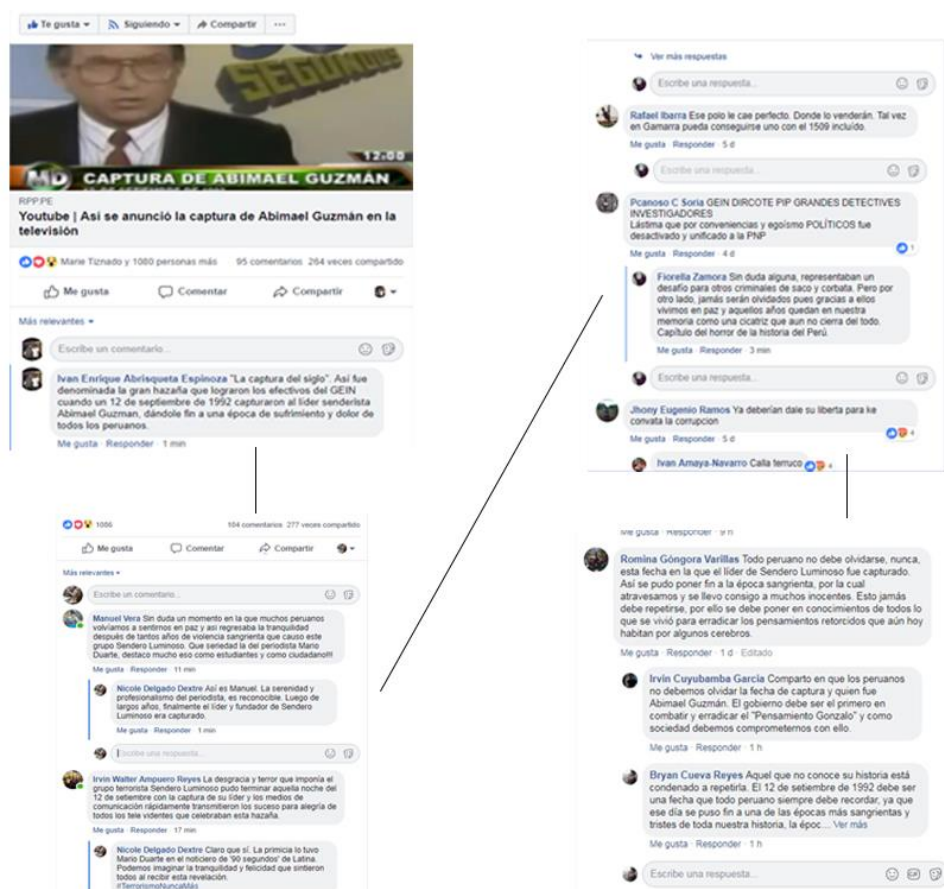 Te gusta Siguiendo Compartir ...
90
SEGUNDOS
12:00
MD CAPTURA DE ABIMAEL GUZMÁN
RPP.PE
Youtube | Así se anunció la captura de Abimael Guzmán en la
televisión
Marie Tiznado y 1080 personas más 95 comentarios 264 veces compartido
Me gusta Comentar Compartir
Más relevantes
Escribe un comentario...
Ivan Enrique Abrisqueta Espinoza "La captura del siglo". Así fue
denominada la gran hazaña que lograron los efectivos del GEIN
cuando un 12 de septiembre de 1992 capturaron al líder senderista
Abimael Guzman, dándole fin a una época de sufrimiento y dolor de
todos los peruanos.
Me gusta · Responder · 1 min
1086 104 comentarios 277 veces compartido
Me gusta Comentar Compartir
Más relevantes
Escribe un comentario...
Manuel Vera Sin duda un momento en la que muchos peruanos
volvíamos a sentirnos en paz y así regresaba la tranquilidad
después de tantos años de violencia sangrienta que causo este
grupo Sendero Luminoso. Que seriedad la del periodista Mario
Duarte, destaco mucho eso como estudiantes y como ciudadano!!!
Me gusta · Responder · 11 min
Nicole Delgado Dextre Así es Manuel. La serenidad y
profesionalismo del periodista, es reconocible. Luego de
largos años, finalmente el líder y fundador de Sendero
Luminoso era capturado.
Me gusta · Responder · 1 min
Escribe una respuesta...
Irvin Walter Ampuero Reyes La desgracia y terror que imponía el
grupo terrorista Sendero Luminoso pudo terminar aquella noche del
12 de setiembre con la captura de su líder y los medios de
comunicación rápidamente transmitieron los suceso para alegría de
todos los tele videntes que celebraban esta hazaña.
Me gusta · Responder · 17 min
Nicole Delgado Dextre Claro que sí. La primicia lo tuvo
Mario Duarte en el noticiero de '90 segundos' de Latina.
Podemos imaginar la tranquilidad y felicidad que sintieron
todos al recibir esta revelación.
#TerrorismoNuncaMás
Ver más respuestas
Escribe una respuesta...
Rafael Ibarra Ese polo le cae perfecto. Donde lo venderán. Tal vez
en Gamarra pueda conseguirse uno con el 1509 incluído.
Me gusta · Responder · 5 d
Escribe una respuesta...
Pcanoso C Soria GEIN DIRCOTE PIP GRANDES DETECTIVES
INVESTIGADORES
Lástima que por conveniencias y egoísmo POLÍTICOS fue
desactivado y unificado a la PNP
1
Me gusta · Responder · 4 d
Fiorella Zamora Sin duda alguna, representaban un
desafío para otros criminales de saco y corbata. Pero por
otro lado, jamás serán olvidados pues gracias a ellos
vivimos en paz y aquellos años quedan en nuestra
memoria como una cicatriz que aun no cierra del todo.
Capítulo del horror de la historia del Perú.
Me gusta · Responder · 3 min
Escribe una respuesta...
Jhony Eugenio Ramos Ya deberían dale su liberta para ke
convata la corrupcion
4
Me gusta · Responder · 5 d
Ivan Amaya-Navarro Calla terruco 4
Me gusta · Responder · 9 h
Romina Góngora Varillas Todo peruano no debe olvidarse, nunca,
esta fecha en la que el líder de Sendero Luminoso fue capturado.
Así se pudo poner fin a la época sangrienta, por la cual
atravesamos y se llevo consigo a muchos inocentes. Esto jamás
debe repetirse, por ello se debe poner en conocimientos de todos lo
que se vivió para erradicar los pensamientos retorcidos que aún hoy
habitan por algunos cerebros.
Me gusta · Responder · 1 d · Editado
Irvin Cuyubamba Garcia Comparto en que los peruanos
no debemos olvidar la fecha de captura y quien fue
Abimael Guzmán. El gobierno debe ser el primero en
combatir y erradicar el "Pensamiento Gonzalo" y como
sociedad debemos comprometernos con ello.
Me gusta · Responder · 1 h
Bryan Cueva Reyes Aquel que no conoce su historia está
condenado a repetirla. El 12 de setiembre de 1992 debe ser
una fecha que todo peruano siempre debe recordar, ya que
ese día se puso fin a una de las épocas más sangrientas y
tristes de toda nuestra historia, la époc... Ver más
Me gusta · Responder · 1 h
Escribe una respuesta...
GIF